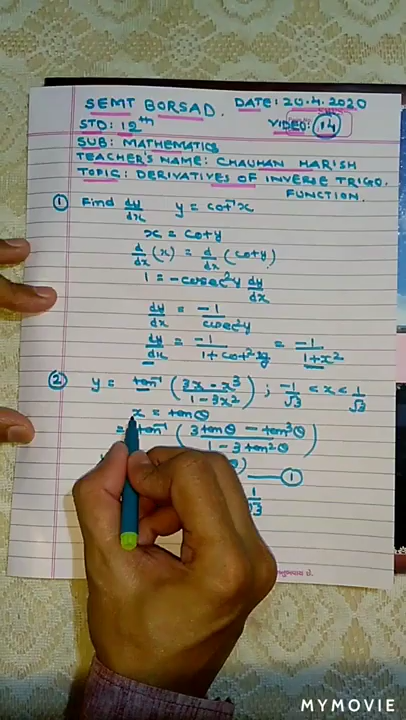 SEMT BORSAD. DATE: 20.4.2020
STD: 12th VIDEO: 14
SUB: MATHEMATICS
TEACHER'S NAME: CHAUHAN HARISH
TOPIC: DERIVATIVES OF INVERSE TRIGO.
FUNCTION.
① Find dy/dx y = cot⁻¹x
x = coty
d/dx (x) = d/dx (coty)
1 = -cosec²y dy/dx
dy/dx = -1/cosec²y
dy/dx = -1/1+cot²y = -1/1+x²
② y = tan⁻¹ (3x - x³/1 - 3x²) ; -1/√3 < x < 1/√3
x = tanθ
= tan⁻¹ (3tanθ - tan³θ/1 - 3tan²θ)
θ) — ①
1/√3
MYMOVIE